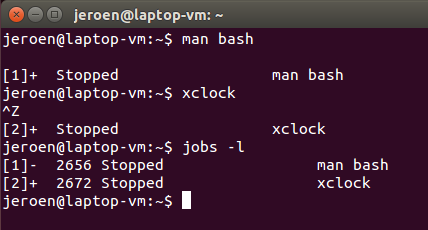 jeroen@laptop-vm: ~
jeroen@laptop-vm:~$ man bash

[1]+  Stopped                 man bash
jeroen@laptop-vm:~$ xclock
^Z
[2]+  Stopped                 xclock
jeroen@laptop-vm:~$ jobs -l
[1]-  2656 Stopped                 man bash
[2]+  2672 Stopped                 xclock
jeroen@laptop-vm:~$